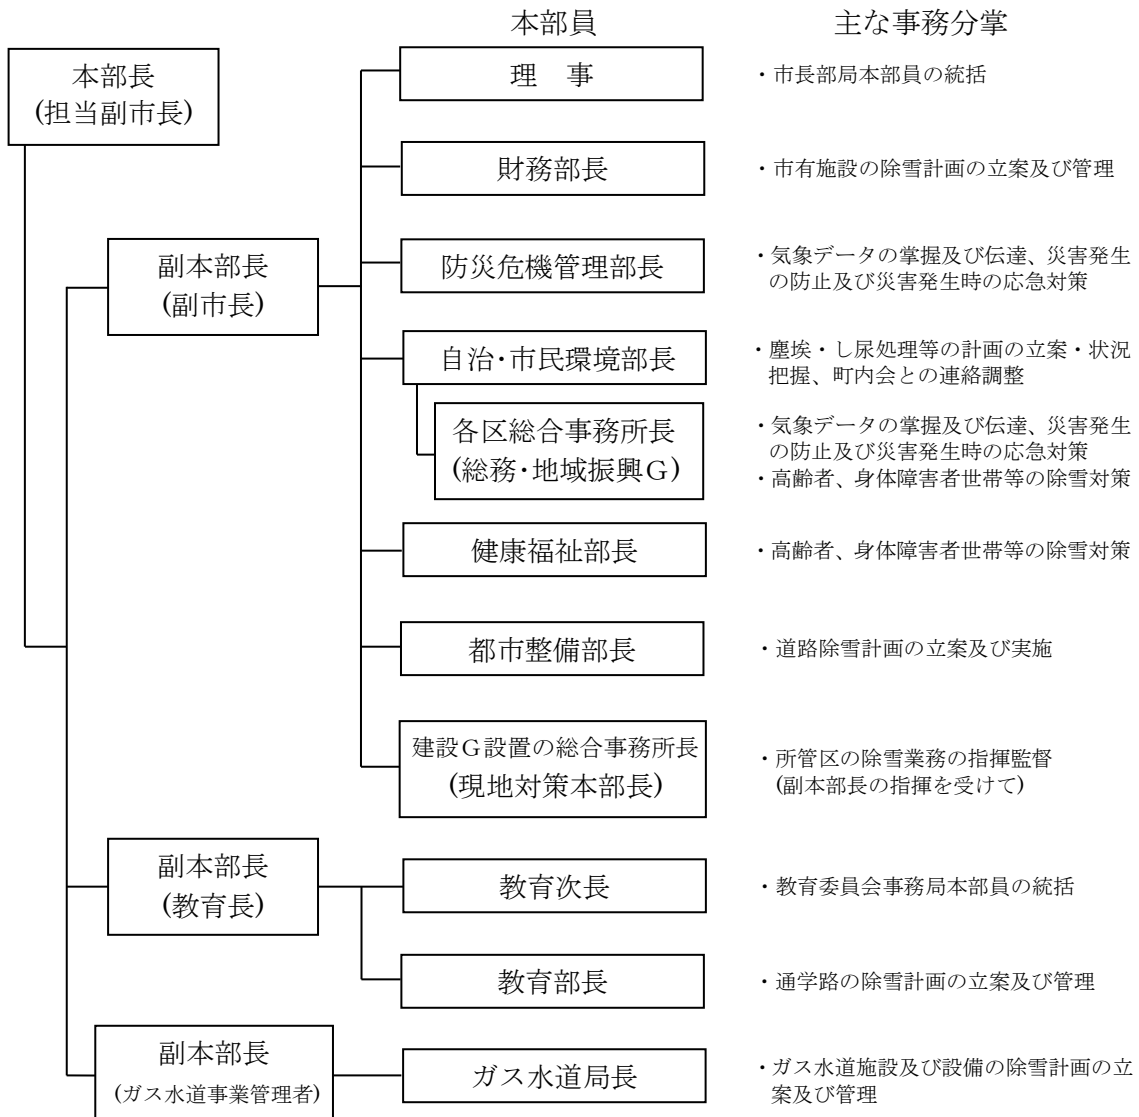 本部員
主な事務分掌
本部長
(担当副市長)
理 事
・市長部局本部員の統括
財務部長
・市有施設の除雪計画の立案及び管理
副本部長
(副市長)
防災危機管理部長
・気象データの掌握及び伝達、災害発生
の防止及び災害発生時の応急対策
自治・市民環境部長
・塵埃・し尿処理等の計画の立案・状況
把握、町内会との連絡調整
各区総合事務所長
(総務・地域振興G)
・気象データの掌握及び伝達、災害発生
の防止及び災害発生時の応急対策
・高齢者、身体障害者世帯等の除雪対策
健康福祉部長
・高齢者、身体障害者世帯等の除雪対策
都市整備部長
・道路除雪計画の立案及び実施
建設G設置の総合事務所長
(現地対策本部長)
・所管区の除雪業務の指揮監督
(副本部長の指揮を受けて)
副本部長
(教育長)
教育次長
・教育委員会事務局本部員の統括
教育部長
・通学路の除雪計画の立案及び管理
副本部長
(ガス水道事業管理者)
ガス水道局長
・ガス水道施設及び設備の除雪計画の立
案及び管理